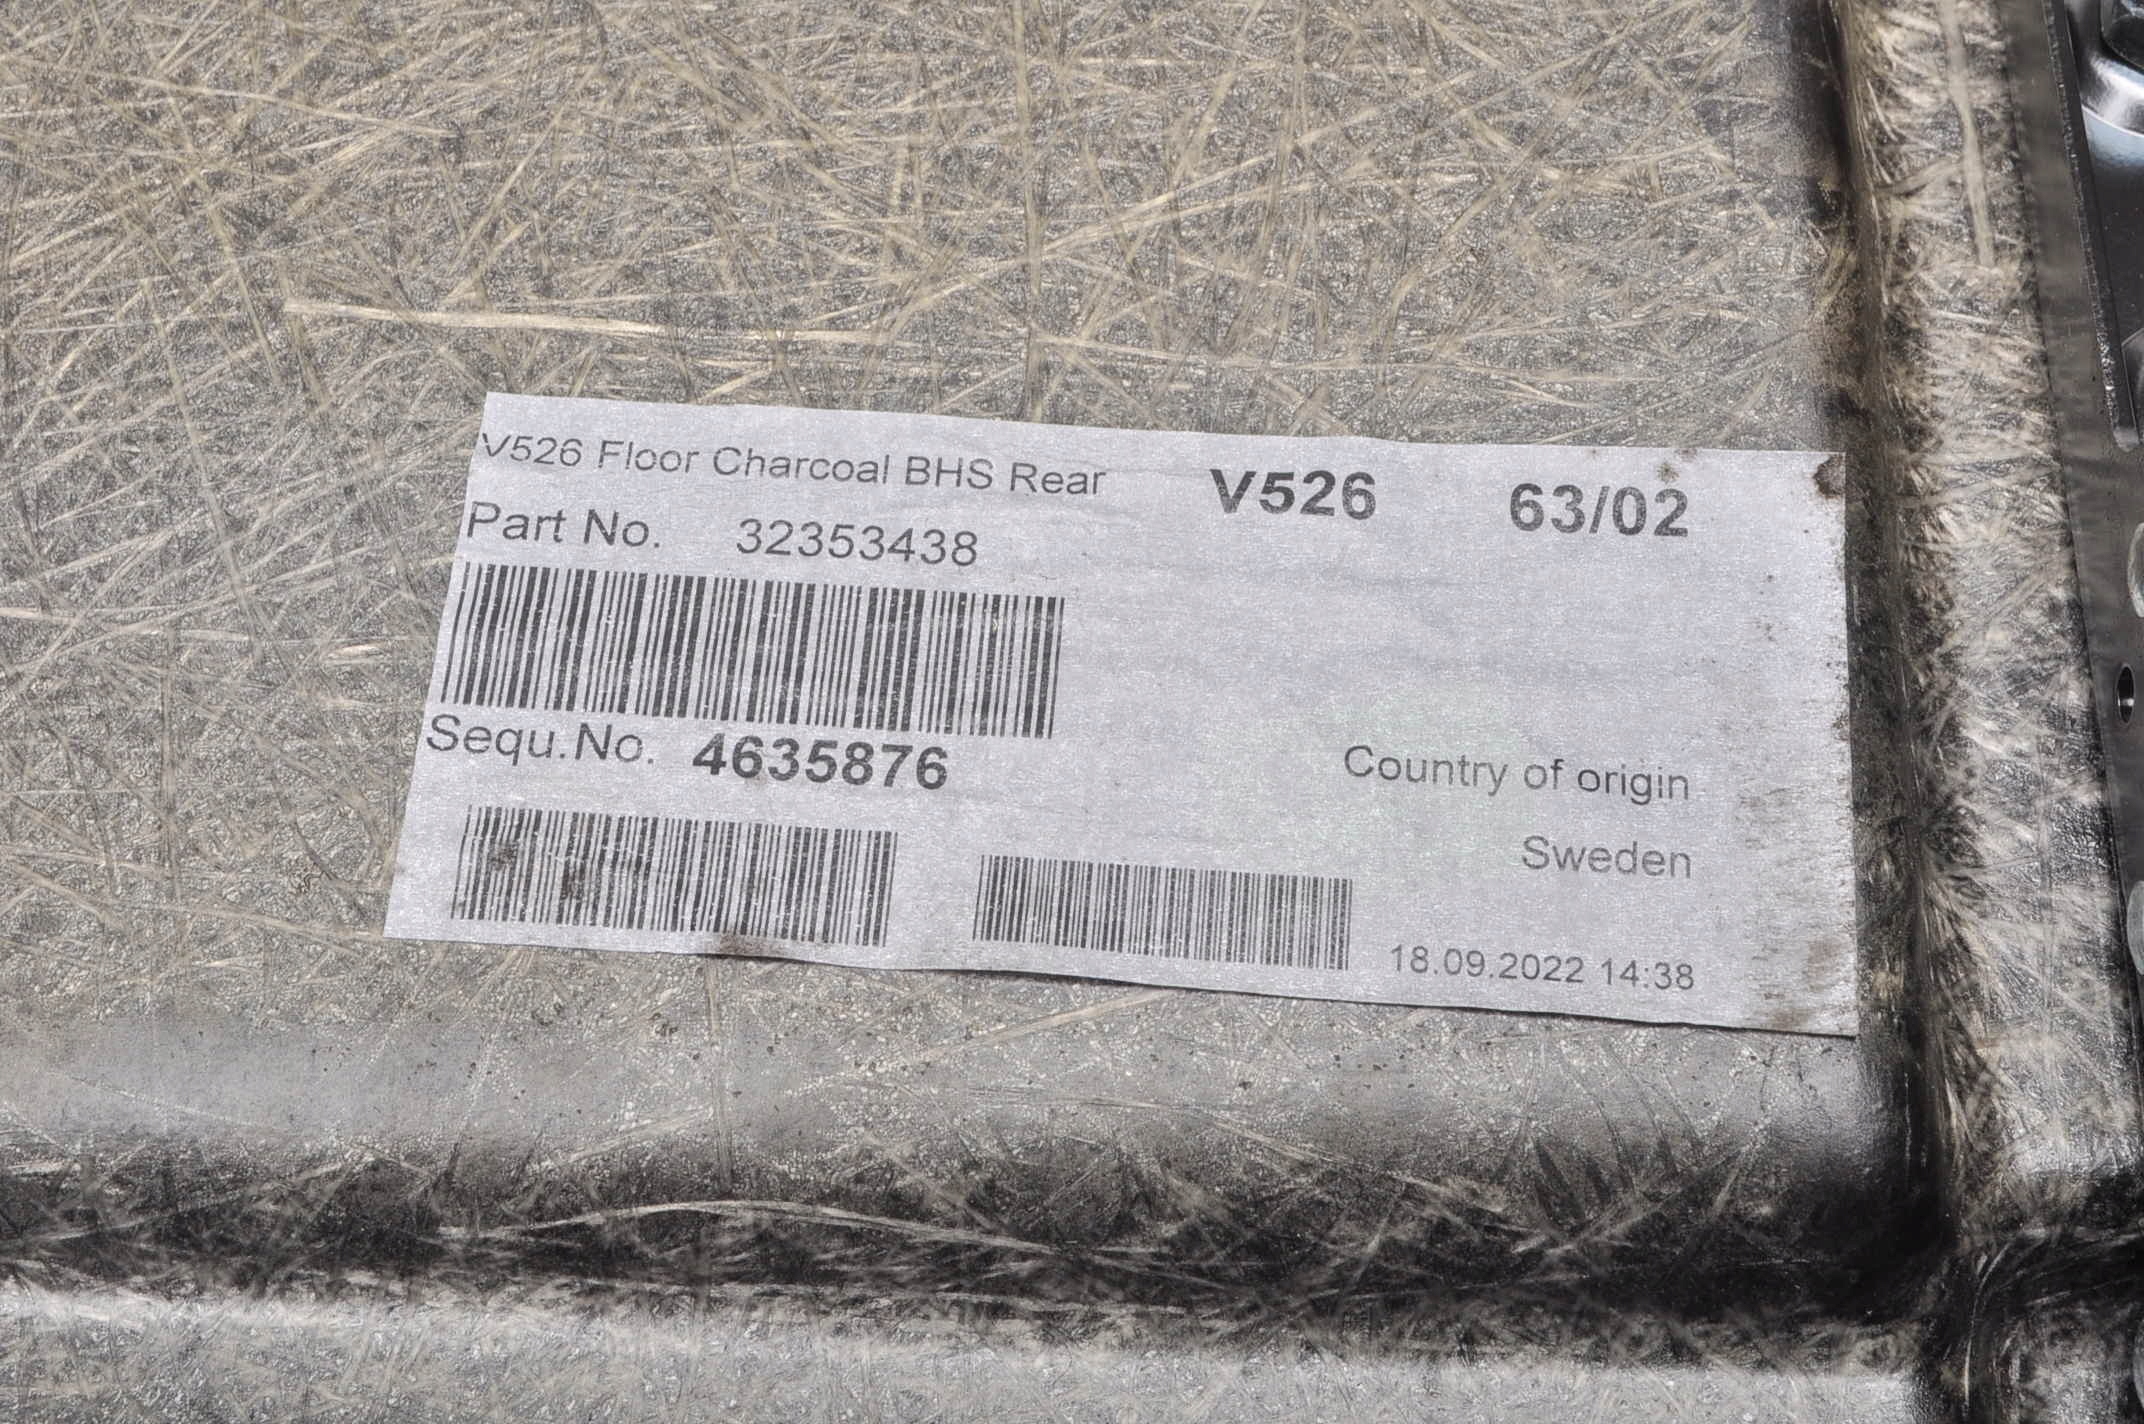 V526 Floor Charcoal BHS Rear V526 63/02
Part No. 32353438
Sequ.No. 4635876
Country of origin
Sweden
18.09.2022 14:38